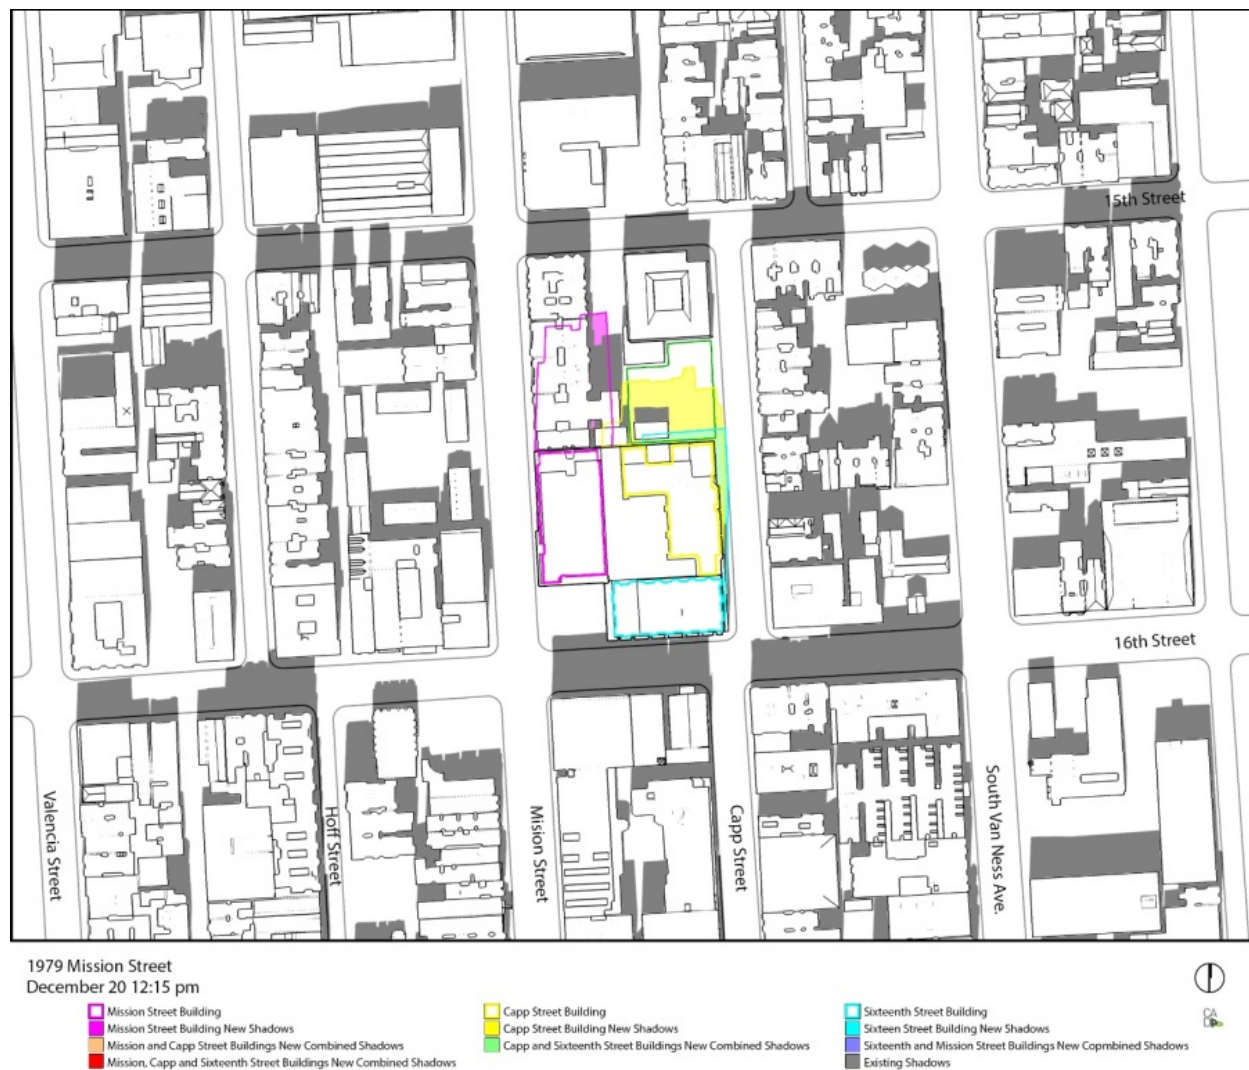 15th Street
16th Street
Valencia Street
Hoff Street
Mision Street
Capp Street
South Van Ness Ave.
1979 Mission Street
December 20 12:15 pm
Mission Street Building
Mission Street Building New Shadows
Mission and Capp Street Buildings New Combined Shadows
Mission, Capp and Sixteenth Street Buildings New Combined Shadows
Capp Street Building
Capp Street Building New Shadows
Capp and Sixteenth Street Buildings New Combined Shadows
Sixteenth Street Building
Sixteen Street Building New Shadows
Sixteenth and Mission Street Buildings New Copmbined Shadows
Existing Shadows